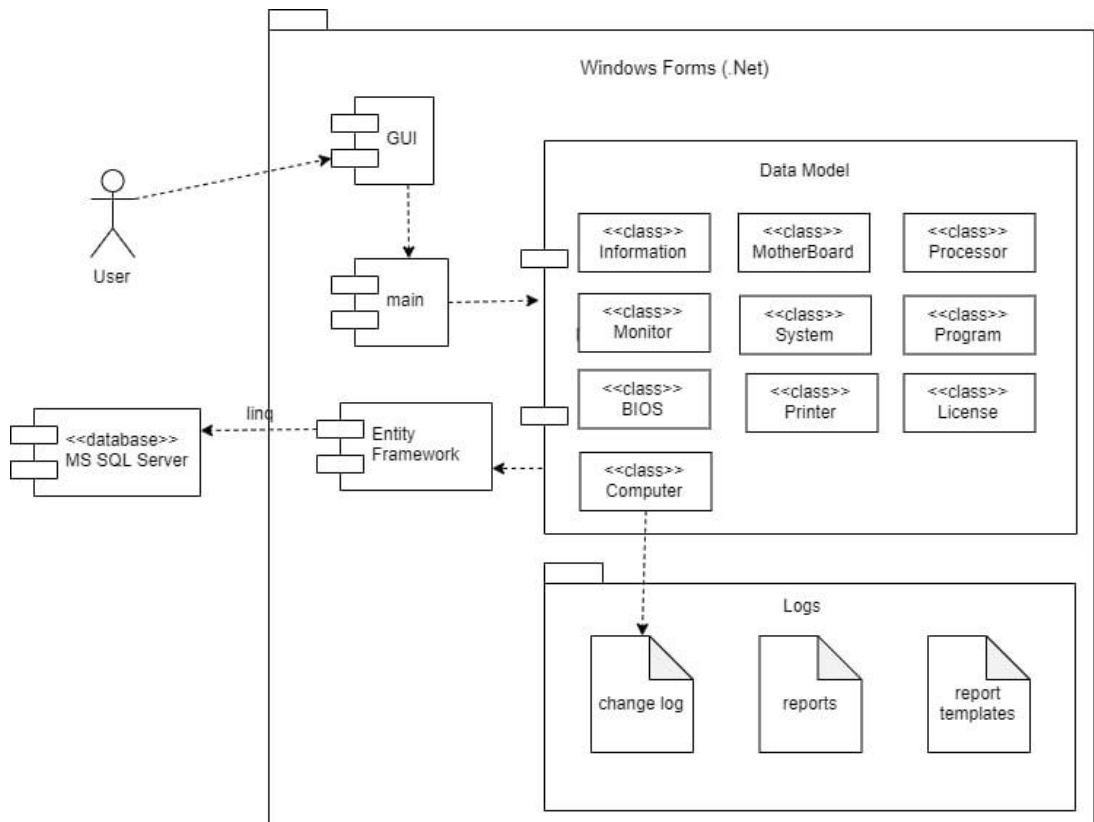 Windows Forms (.Net)
GUI
User
main
Data Model
<<class>>
Information
<<class>>
MotherBoard
<<class>>
Processor
<<class>>
Monitor
<<class>>
System
<<class>>
Program
<<class>>
BIOS
<<class>>
Printer
<<class>>
License
<<class>>
Computer
linq
<<database>>
MS SQL Server
Entity
Framework
Logs
change log
reports
report
templates